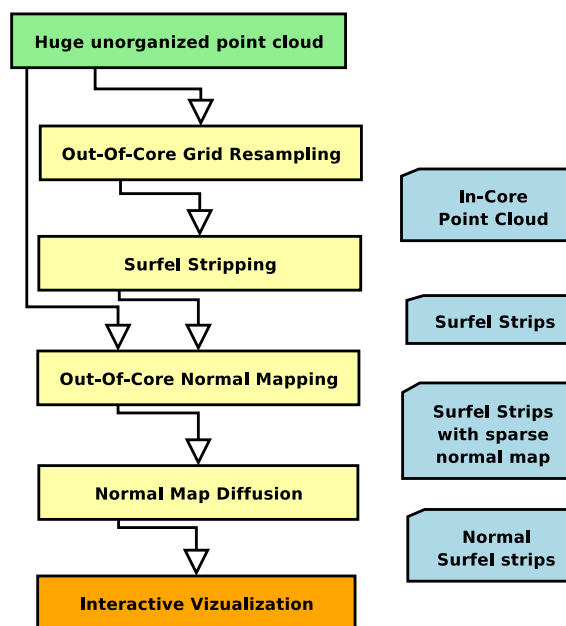 Huge unorganized point cloud
Out-Of-Core Grid Resampling
In-Core
Point Cloud
Surfel Stripping
Surfel Strips
Out-Of-Core Normal Mapping
Surfel Strips
with sparse
normal map
Normal Map Diffusion
Normal
Surfel strips
Interactive Vizualization